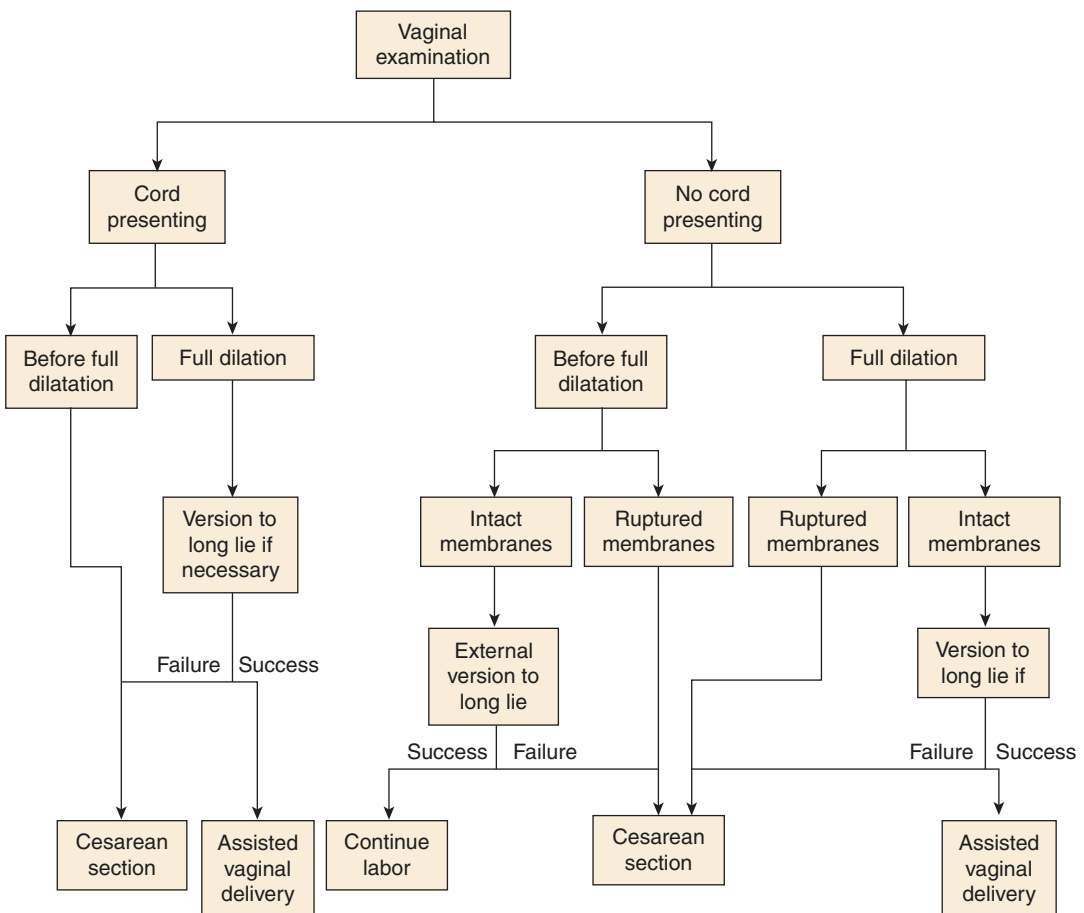 Vaginal
examination
Cord
presenting
No cord
presenting
Before full
dilatation
Full dilation
Before full
dilatation
Full dilation
Version to
long lie if
necessary
Intact
membranes
Ruptured
membranes
Ruptured
membranes
Intact
membranes
External
version to
long lie
Version to
long lie if
Failure
Success
Success
Failure
Failure
Success
Cesarean
section
Assisted
vaginal
delivery
Continue
labor
Cesarean
section
Assisted
vaginal
delivery